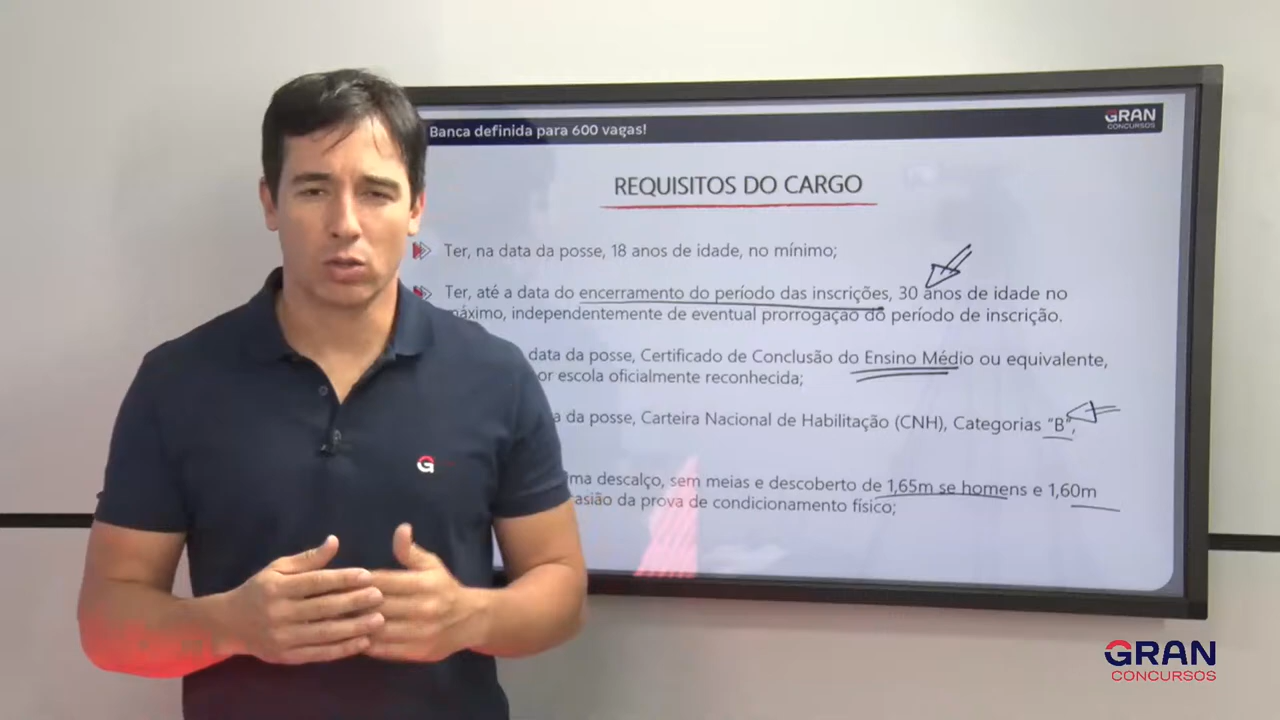 Banca definida para 600 vagas!
GRAN
CONCURSOS
REQUISITOS DO CARGO
Ter, na data da posse, 18 anos de idade, no mínimo;
Ter, até a data do encerramento do período das inscrições, 30 anos de idade no
máximo, independentemente de eventual prorrogação do período de inscrição.
data da posse, Certificado de Conclusão do Ensino Médio ou equivalente,
or escola oficialmente reconhecida;
a da posse, Carteira Nacional de Habilitação (CNH), Categorias "B",
ma descalço, sem meias e descoberto de 1,65m se homens e 1,60m
asião da prova de condicionamento físico;
G
GRAN
CONCURSOS